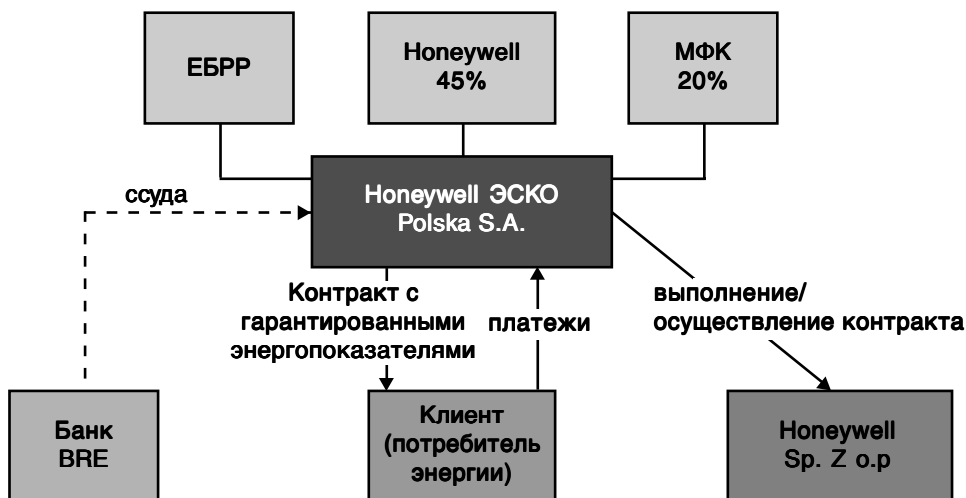 ЕБРР
Honeywell
45%
МФК
20%
ссуда
Honeywell ЭСКО
Polska S.A.
Контракт с
гарантированными
энергопоказателями
платежи
выполнение/
осуществление контракта
Банк
BRE
Клиент
(потребитель
энергии)
Honeywell
Sp. Z o.p